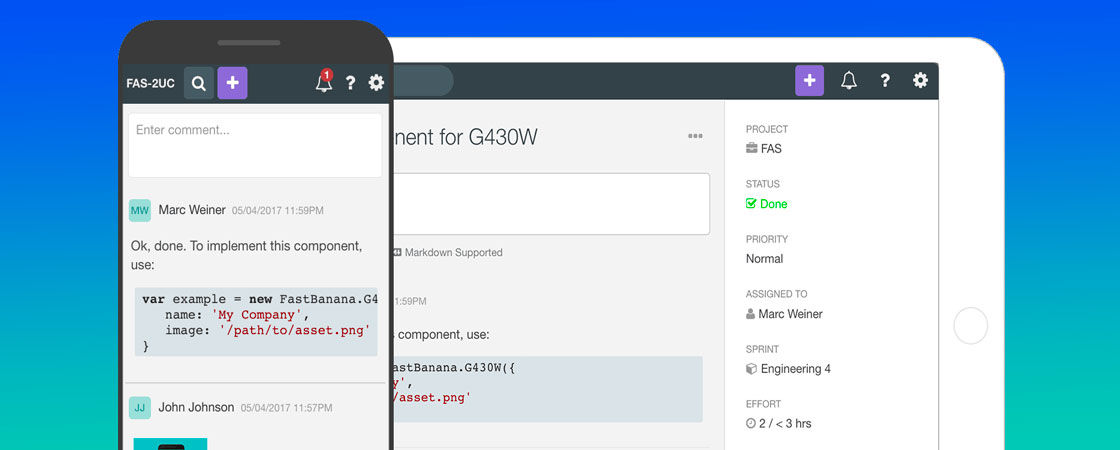 FAS-2UC
1
?
Enter comment...
MW Marc Weiner 05/04/2017 11:59PM
Ok, done. To implement this component,
use:
var example = new FastBanana.G4
name: 'My Company',
image: '/path/to/asset.png'
}
JJ John Johnson 05/04/2017 11:57PM
?
nent for G430W
Markdown Supported
1:59PM
s component, use:
astBanana.G430W({
y',
/asset.png'
PROJECT
FAS
STATUS
Done
PRIORITY
Normal
ASSIGNED TO
Marc Weiner
SPRINT
Engineering 4
EFFORT
2 / < 3 hrs